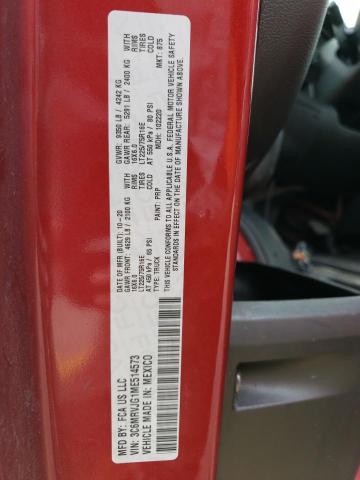 MFD BY:
FCA US LLC
3C6MRVJG1ME514573
VEHICLE MADE IN: MEXICO
DATE OF MFR (BUILT): 10-20
GVWR: 9350 LB / 4242 KG
GAWR FRONT: 4629 LB / 2100 KG
WITH
GAWR REAR: 5291 LB / 2400 KG
WITH
16X6.0
RIMS
16X6.0
RIMS
LT225/75R16E
TIRES
LT225/75R16E
TIRES
AT 450 kPa / 65 PSI
COLD
AT 550 kPa / 80 PSI
COLD
TYPE: TRUCK
PAINT: PRP
MDH: 102220
MKT: 875
THIS VEHICLE CONFORMS TO
ALL APPLICABLE U.S.A. FEDERAL MOTOR VEHICLE SAFETY
STANDARDS IN EFFECT ON THE DATE OF MANUFACTURE SHOWN ABOVE.